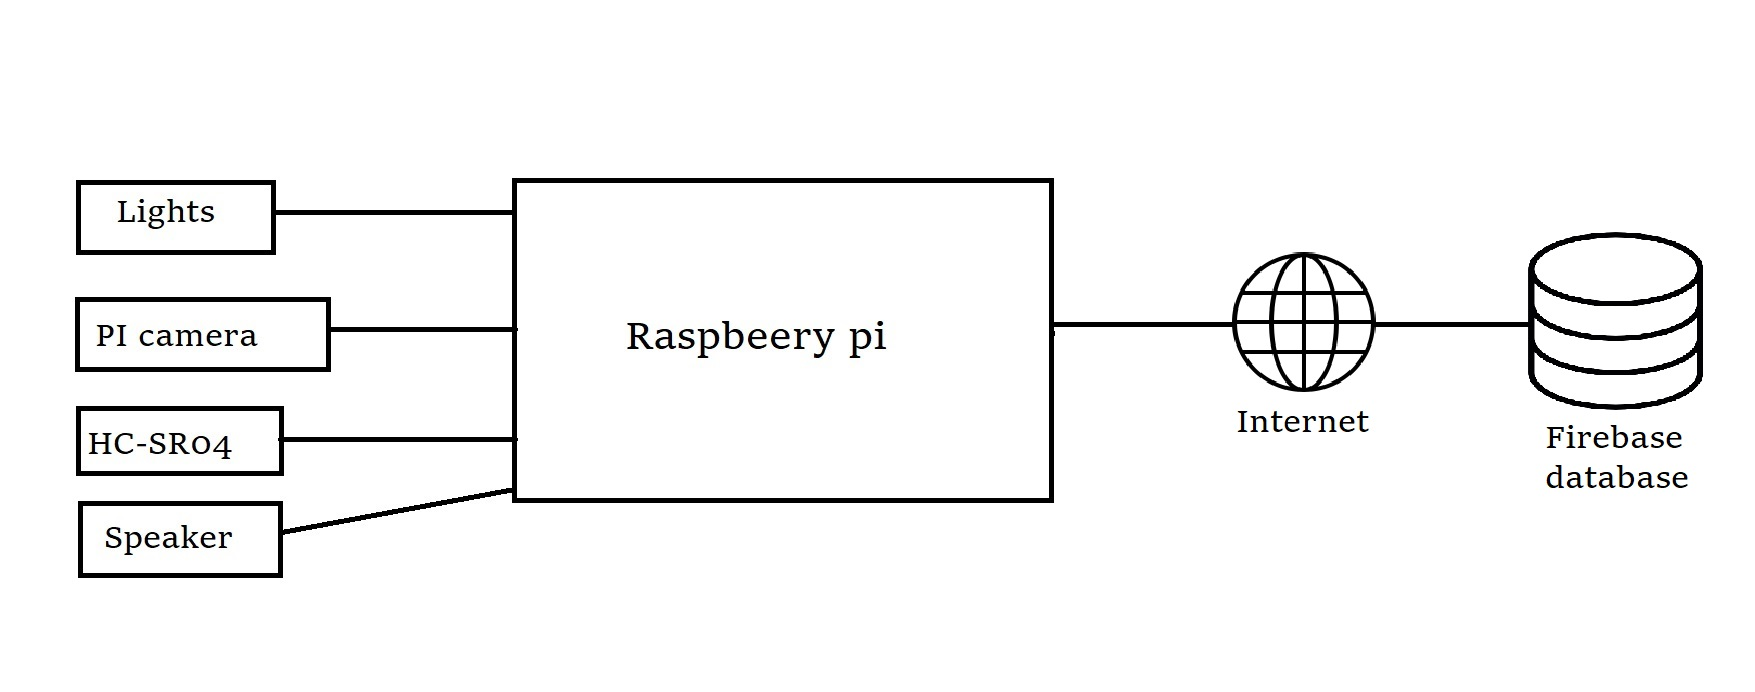 Lights
PI camera
HC-SR04
Speaker
Raspbeery pi
Internet
Firebase
database